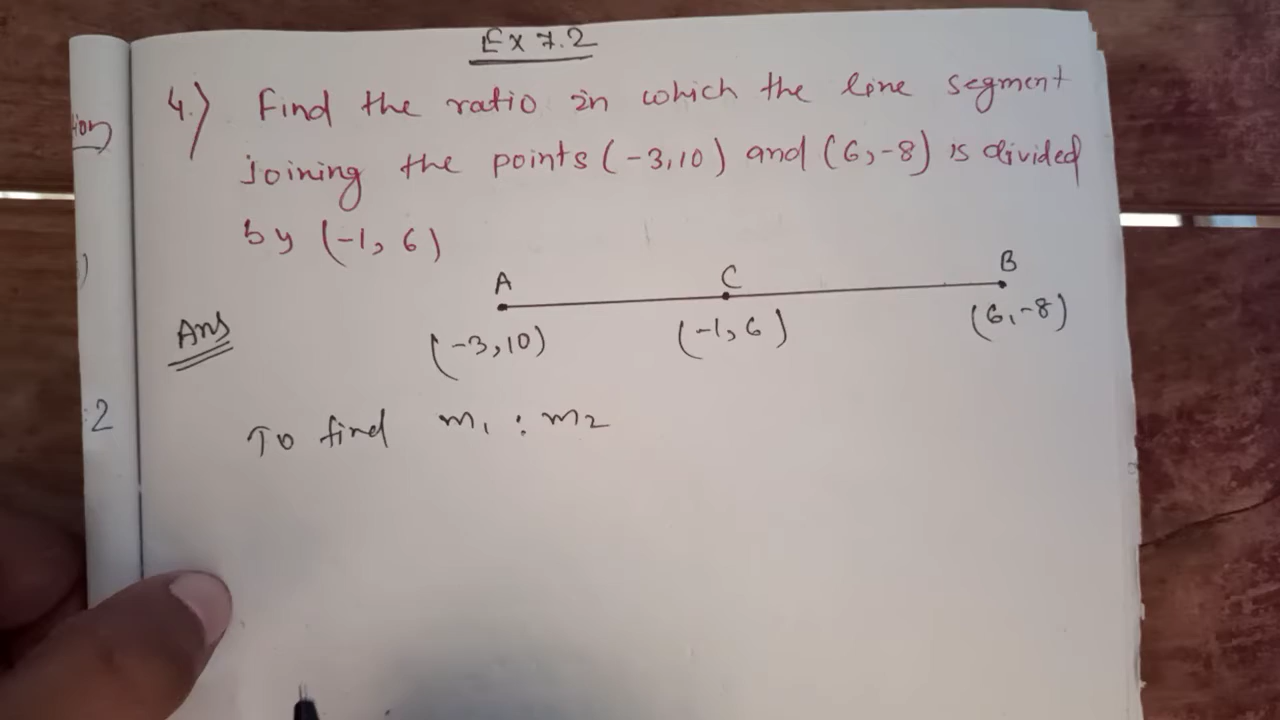 Ex 7.2
4.) Find the ratio in which the line segment
joining the points (-3,10) and (6,-8) is divided
by (-1, 6)
A C B
Ans
(-3,10) (-1,6) (6,-8)
To find m₁ : m₂
:2